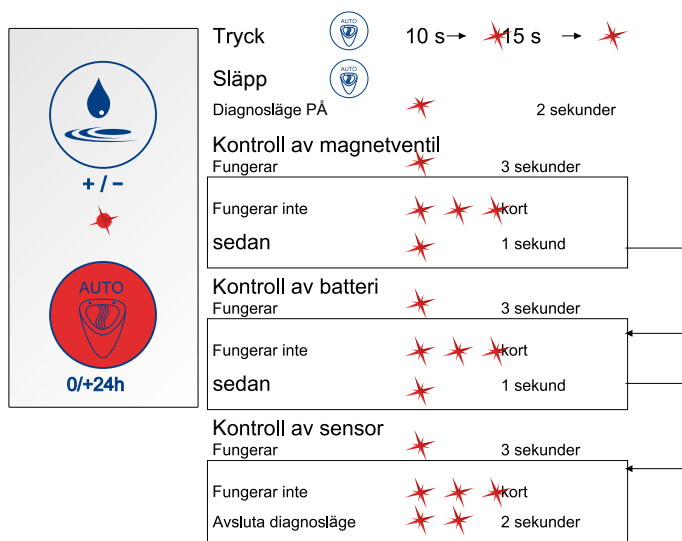 + / −
AUTO
0/+24h
Tryck AUTO 10 s 15 s
Släpp AUTO
Diagnosläge PÅ 2 sekunder
Kontroll av magnetventil
Fungerar 3 sekunder
Fungerar inte kort
sedan 1 sekund
Kontroll av batteri
Fungerar 3 sekunder
Fungerar inte kort
sedan 1 sekund
Kontroll av sensor
Fungerar 3 sekunder
Fungerar inte kort
Avsluta diagnosläge 2 sekunder